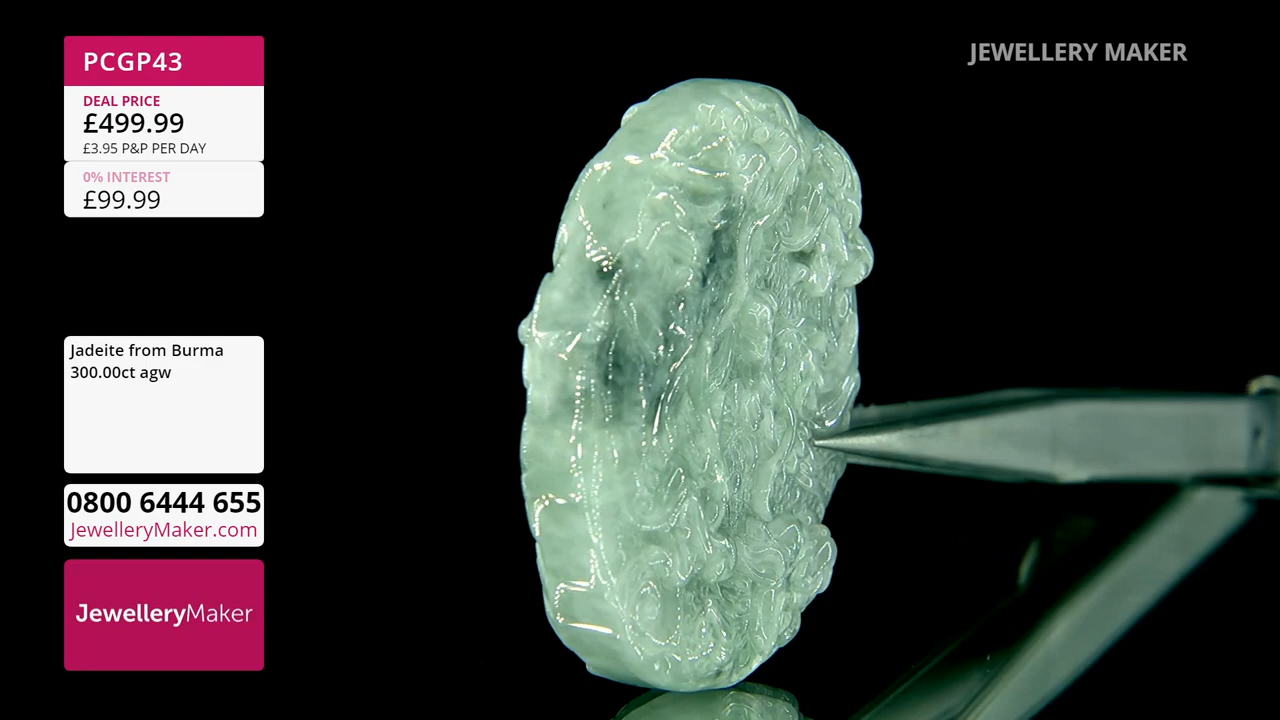 PCGP43
DEAL PRICE
£499.99
£3.95 P&P PER DAY
0% INTEREST
£99.99
Jadeite from Burma
300.00ct agw
0800 6444 655
JewelleryMaker.com
JewelleryMaker
JEWELLERY MAKER